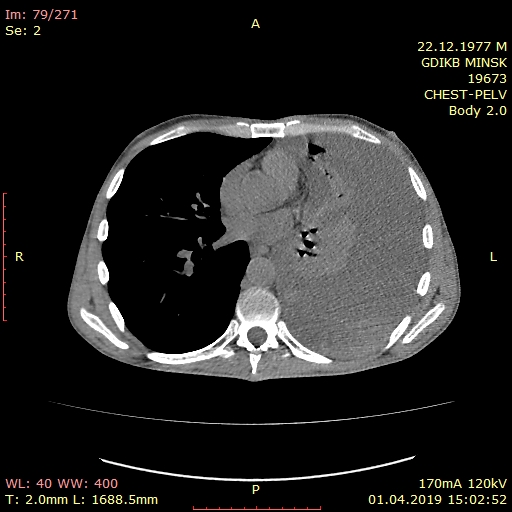 Im: 79/271
Se: 2
A
22.12.1977 M
GDIKB MINSK
19673
CHEST-PELV
Body 2.0
R
L
WL: 40 WW: 400
T: 2.0mm L: 1688.5mm
P
170mA 120kV
01.04.2019 15:02:52